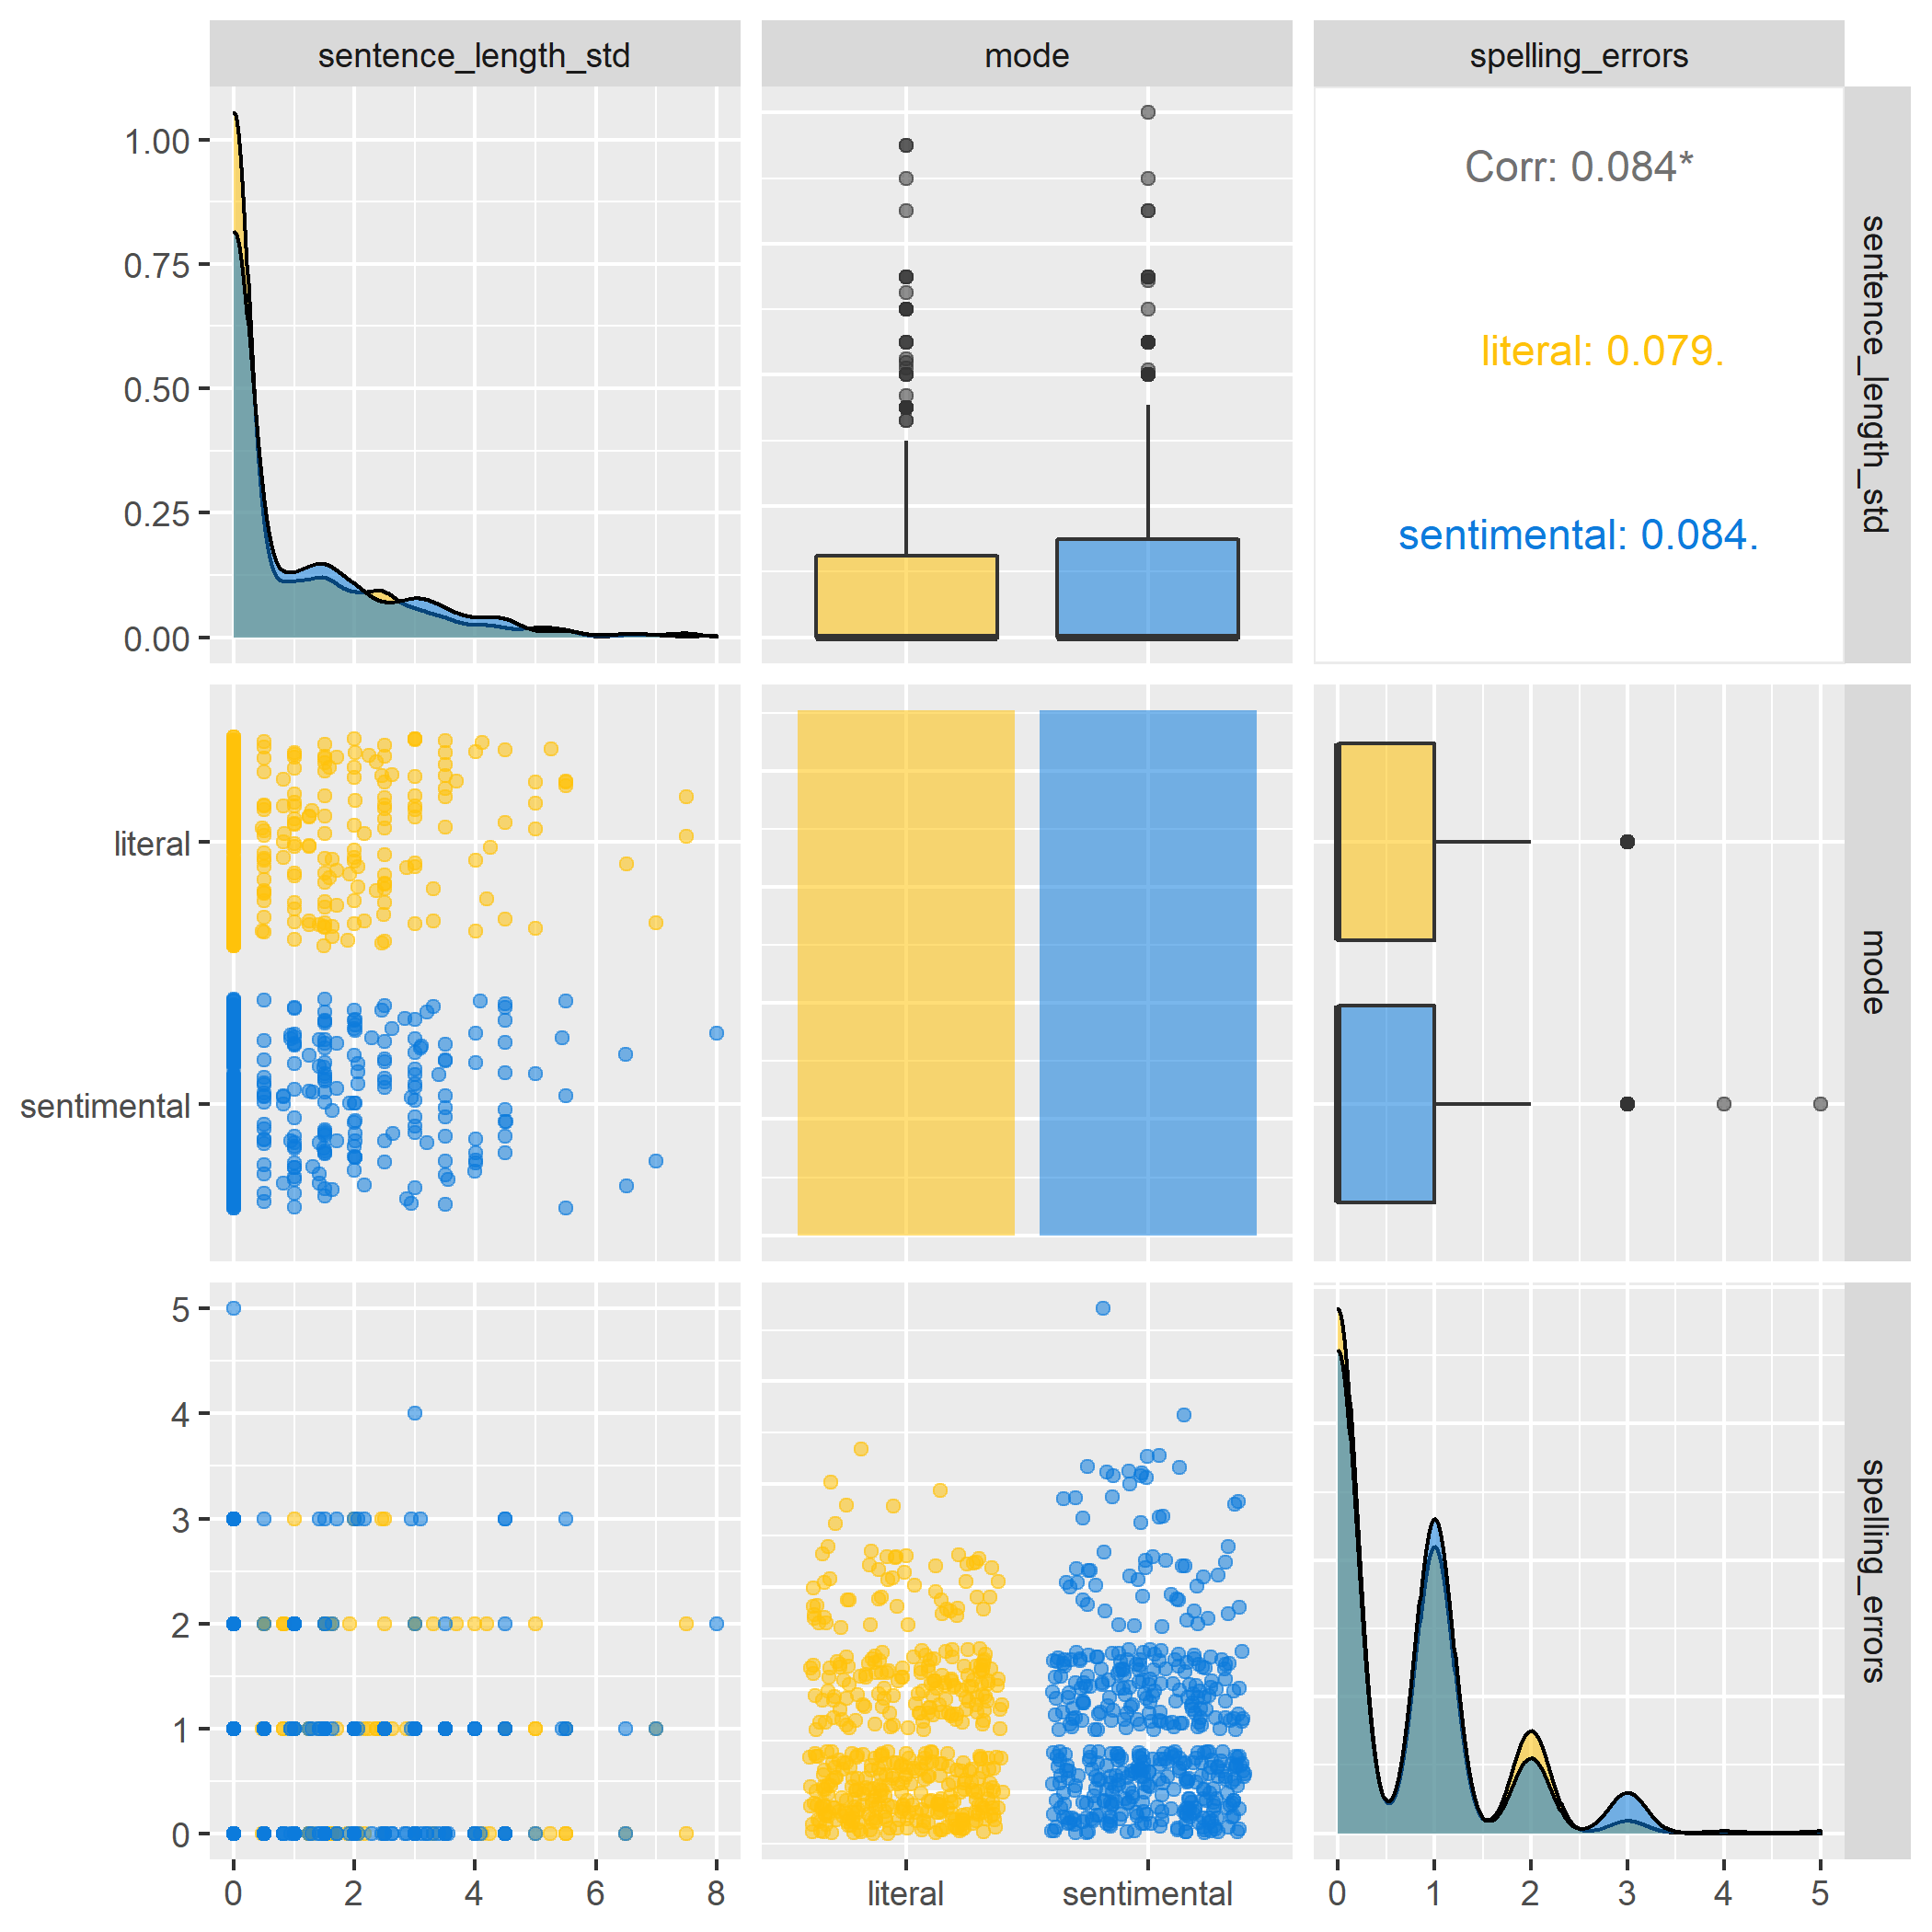 sentence_length_std
mode
spelling_errors
1.00
0.75
0.50
0.25
0.00
Corr: 0.084*
literal: 0.079.
sentimental: 0.084.
sentence_length_std
literal
sentimental
mode
5
4
3
2
1
0
spelling_errors
0 2 4 6 8
literal sentimental
0 1 2 3 4 5